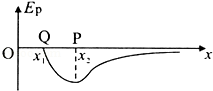 Ep
Q P
O x₁ x₂ x